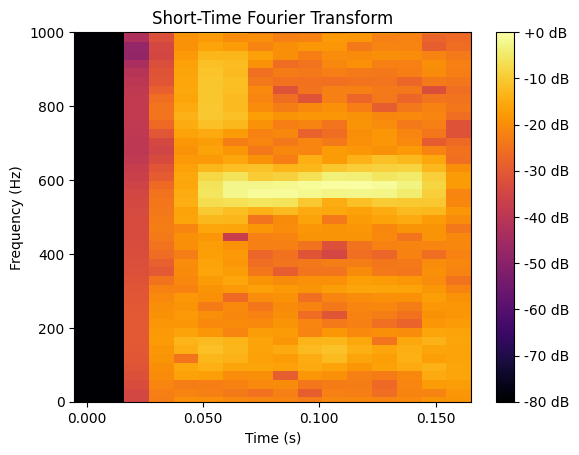 Short-Time Fourier Transform
1000
800
600
400
200
0
Frequency (Hz)
0.000
0.050
0.100
0.150
Time (s)
+0 dB
-10 dB
-20 dB
-30 dB
-40 dB
-50 dB
-60 dB
-70 dB
-80 dB